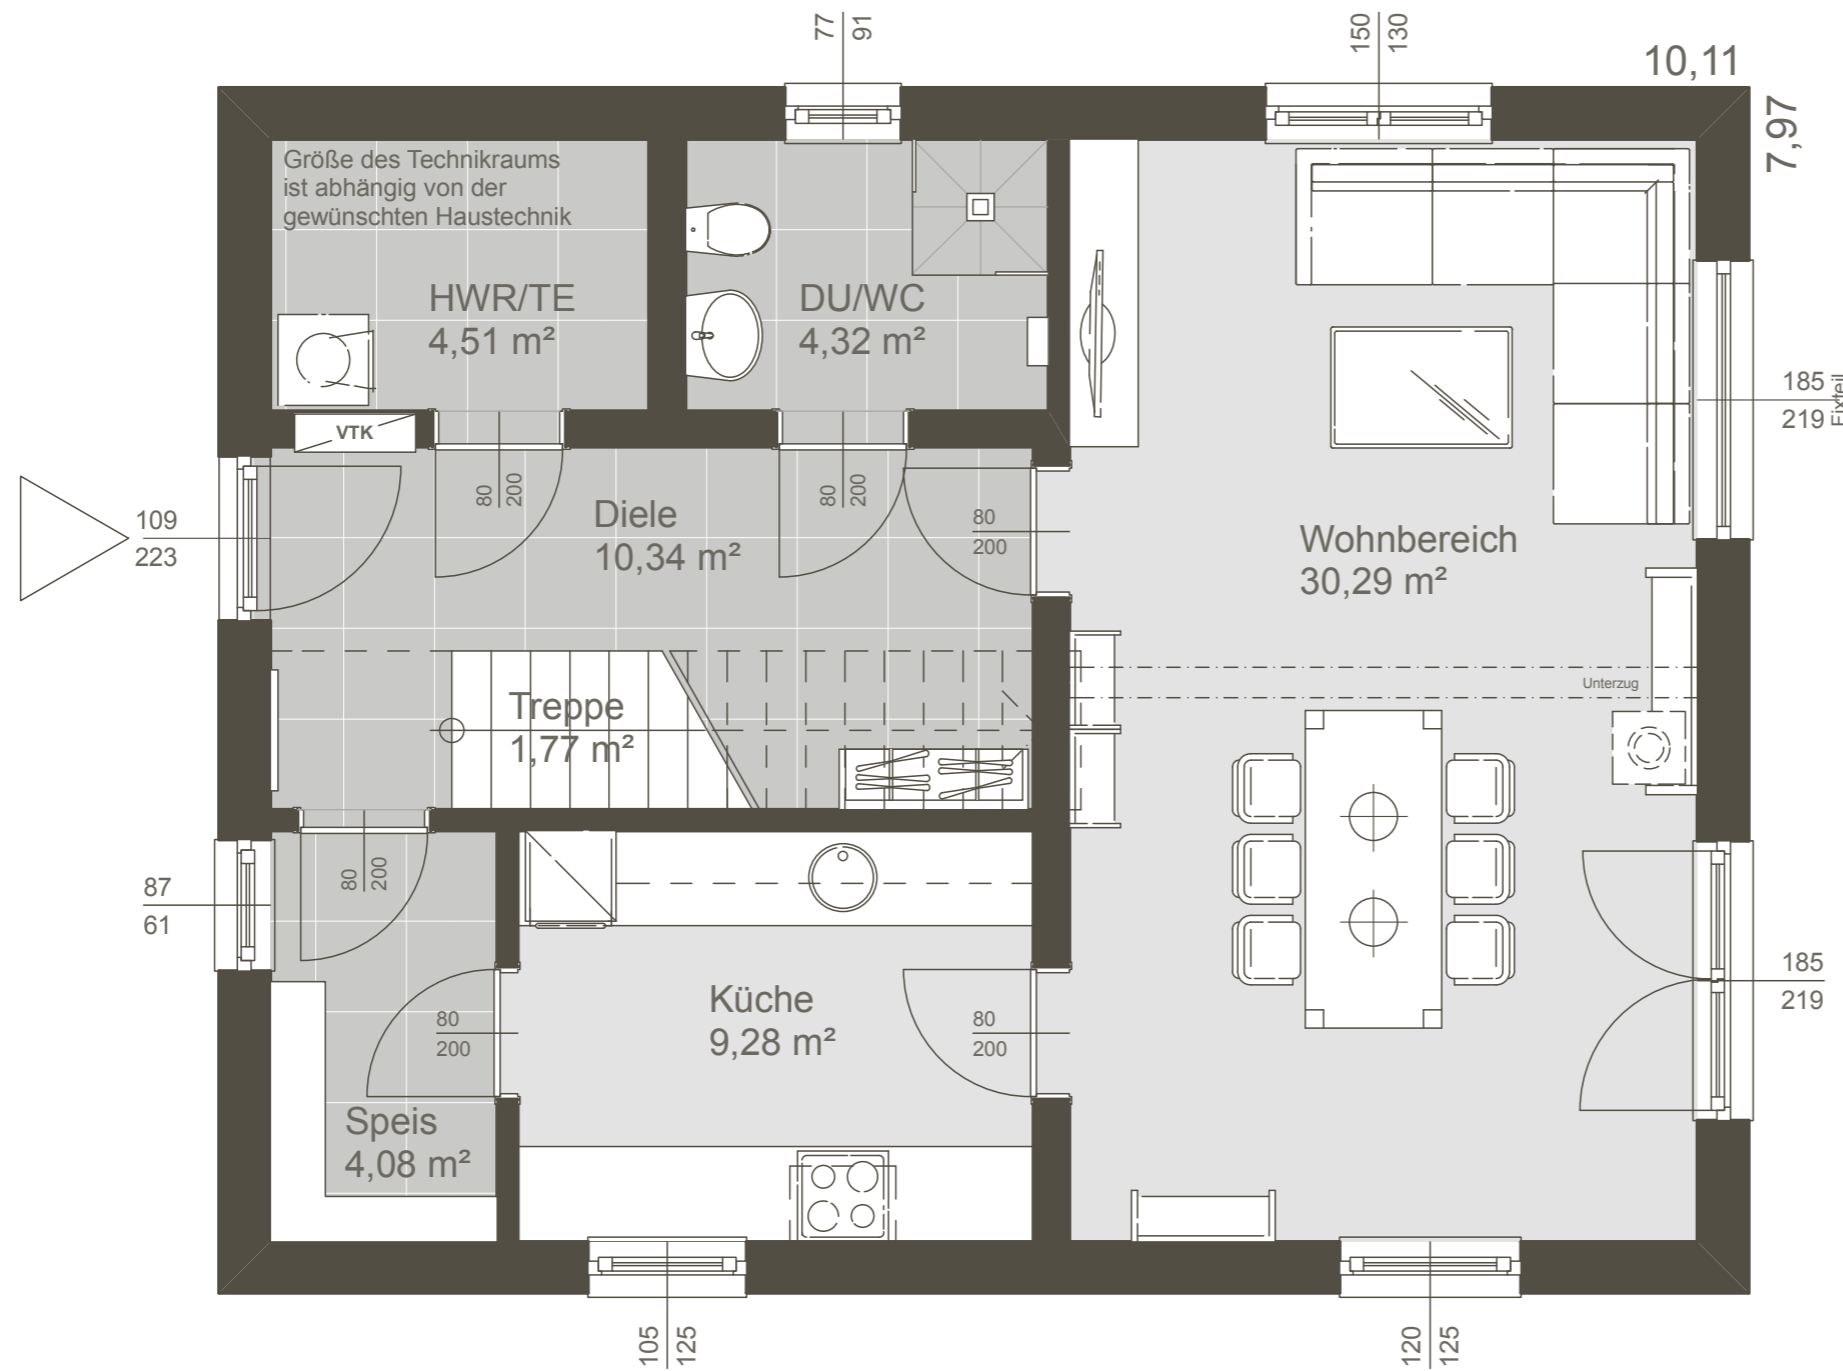 77
91
150
130
10,11
7,97
Größe des Technikraums
ist abhängig von der
gewünschten Haustechnik
HWR/TE
4,51 m²
DU/WC
4,32 m²
185
219
Fixteil
VTK
80
200
80
200
109
223
Diele
10,34 m²
80
200
Wohnbereich
30,29 m²
Unterzug
Treppe
1,77 m²
80
200
87
61
185
219
Küche
9,28 m²
80
200
80
200
Speis
4,08 m²
105
125
120
125